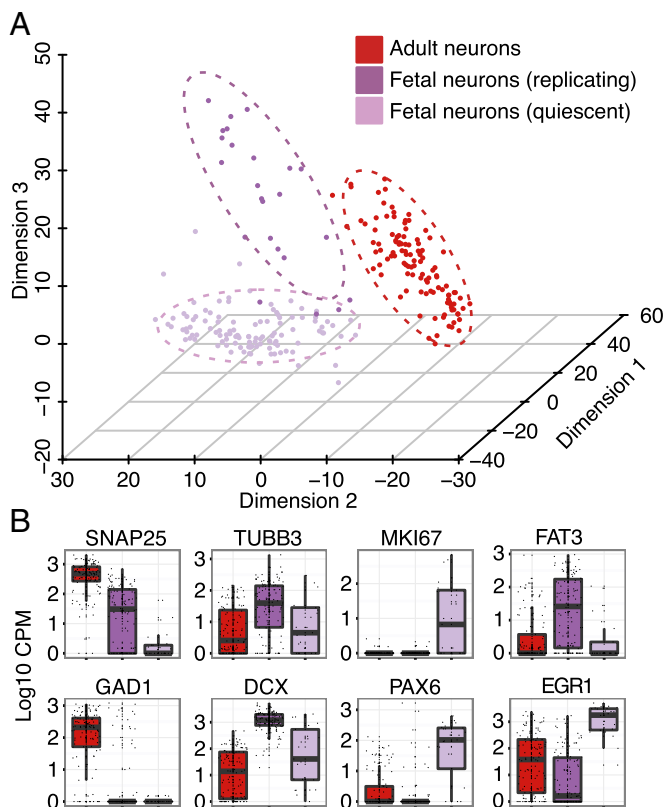 A
Adult neurons
Fetal neurons (replicating)
Fetal neurons (quiescent)
Dimension 3
50
40
30
20
10
0
−10
−20
30 20 10 0 −10 −20 −30
Dimension 2
60
40
20
0
−20
−40
Dimension 1
B
Log10 CPM
SNAP25 TUBB3 MKI67 FAT3
3 3 3
2 2 2 2
1 1 1 1
0 0 0 0
GAD1 DCX PAX6 EGR1
3 3 3 3
2 2 2 2
1 1 1 1
0 0 0 0